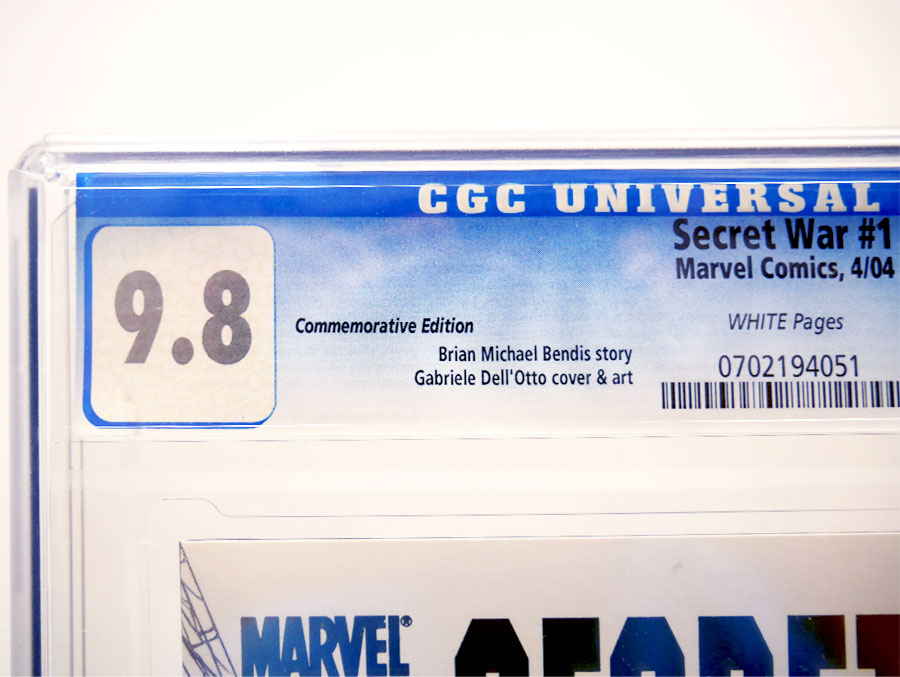 CGC UNIVERSAL
9.8
Secret War #1
Marvel Comics, 4/04
Commemorative Edition
WHITE Pages
Brian Michael Bendis story
Gabriele Dell'Otto cover & art
0702194051
MARVEL®
SECRET